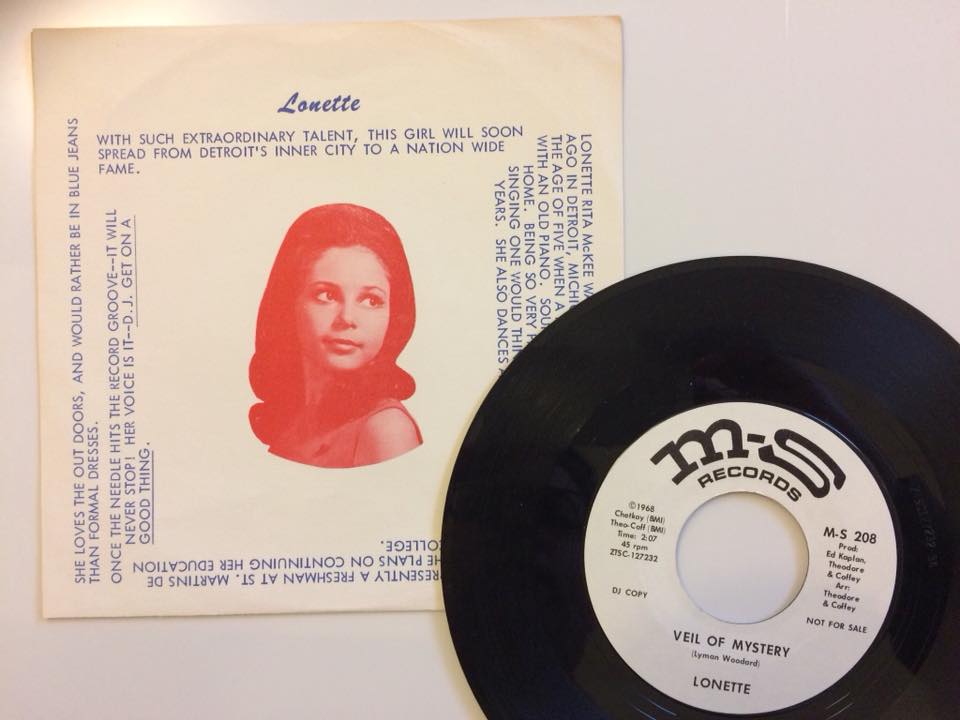 Lonette
WITH SUCH EXTRAORDINARY TALENT, THIS GIRL WILL SOON
SPREAD FROM DETROIT'S INNER CITY TO A NATION WIDE
FAME.
LONETTE RITA McKEE
AGO IN DETROIT,
THE AGE OF FIVE WHEN A
WITH AN OLD PIANO.
HOME. BEING SO VERY
SINGING ONE WOULD
YEARS. SHE ALSO DANCES
PRESENTLY A FRESHMAN AT ST. MARTINS DE
HE PLANS ON CONTINUING HER EDUCATION
COLLEGE.
SHE LOVES THE OUT DOORS, AND WOULD RATHER BE IN BLUE JEANS
THAN FORMAL DRESSES.
ONCE THE NEEDLE HITS THE RECORD GROOVE--IT WILL
NEVER STOP! HER VOICE IS IT--D.J. GET ON A
GOOD THING.
M-S
RECORDS
©1968
Chetkay (BMI)
Theo-Coff (BMI)
Time: 2:07
45 rpm
ZTSC-127232
DJ COPY
M-S 208
Prod:
Ed Kaplan,
Theodore
& Coffey
Arr:
Theodore
& Coffey
NOT FOR SALE
VEIL OF MYSTERY
(Lyman Woodard)
LONETTE